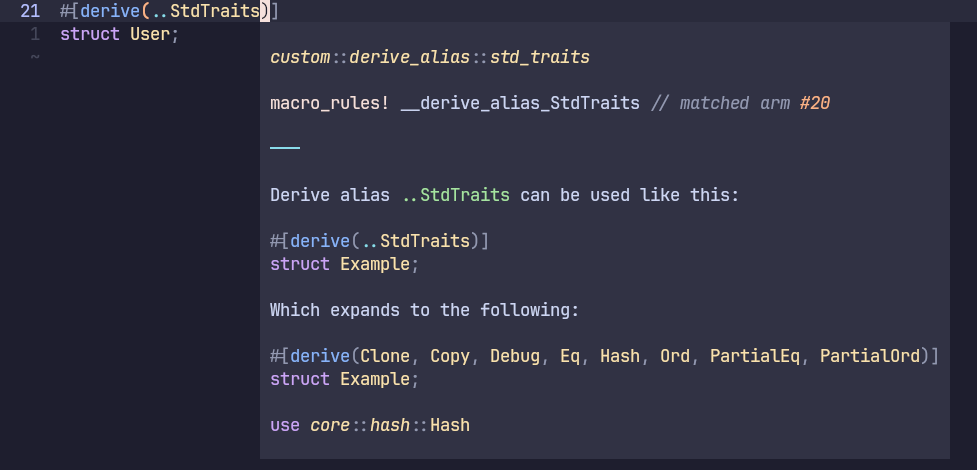 21 #[derive(..StdTraits)]
1 struct User;
~
custom::derive_alias::std_traits
macro_rules! __derive_alias_StdTraits // matched arm #20
Derive alias ..StdTraits can be used like this:
#[derive(..StdTraits)]
struct Example;
Which expands to the following:
#[derive(Clone, Copy, Debug, Eq, Hash, Ord, PartialEq, PartialOrd)]
struct Example;
use core::hash::Hash